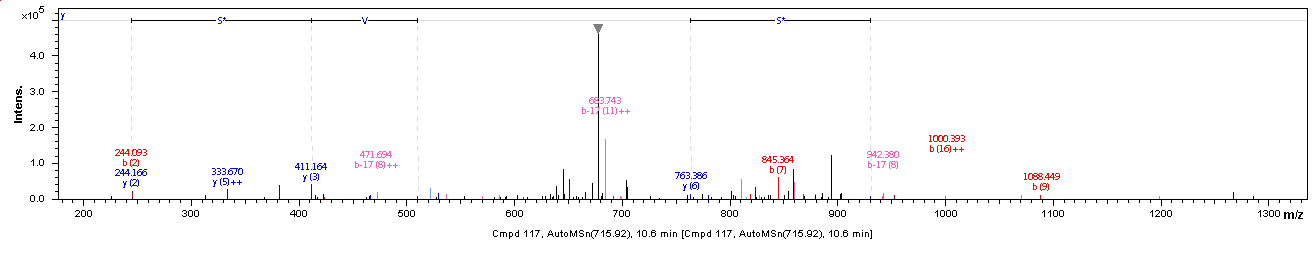 ×10⁵
y
S*
V
S*
Intens.
4.0
3.0
2.0
1.0
0.0
683.743
b-17 (11)++
244.093
b (2)
244.166
y (2)
333.670
y (5)++
411.164
y (3)
471.694
b-17 (8)++
763.386
y (6)
845.364
b (7)
942.380
b-17 (8)
1000.393
b (16)++
1088.449
b (9)
200 300 400 500 600 700 800 900 1000 1100 1200 1300 m/z
Cmpd 117, AutoMSn(715.92), 10.6 min [Cmpd 117, AutoMSn(715.92), 10.6 min]